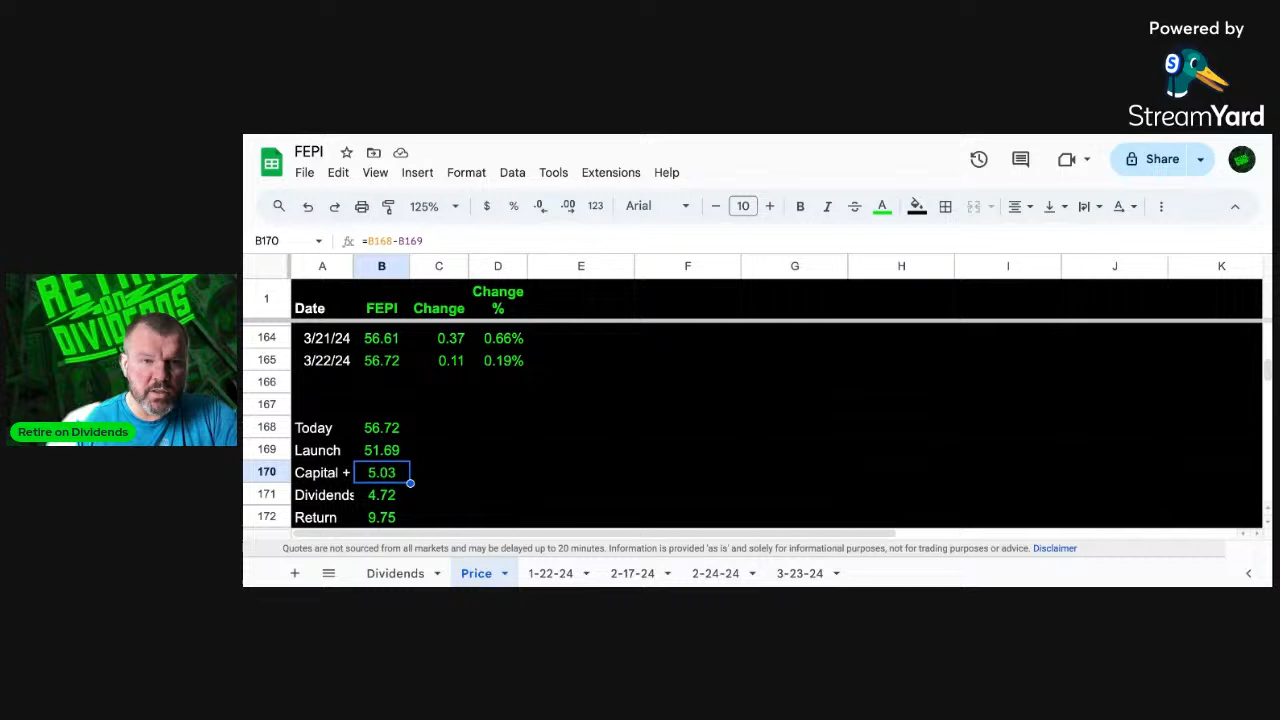 Powered by
StreamYard
FEPI
File Edit View Insert Format Data Tools Extensions Help
Share
125% $ % .0 .00 123 Arial 10 B I A
B170 fx =B168-B169
A B C D E F G H I J K
1 Date FEPI Change Change %
164 3/21/24 56.61 0.37 0.66%
165 3/22/24 56.72 0.11 0.19%
166
167
168 Today 56.72
169 Launch 51.69
170 Capital + 5.03
171 Dividends 4.72
172 Return 9.75
Quotes are not sourced from all markets and may be delayed up to 20 minutes. Information is provided 'as is' and solely for informational purposes, not for trading purposes or advice. Disclaimer
Dividends Price 1-22-24 2-17-24 2-24-24 3-23-24
RETIRE
ON
DIVIDENDS
Retire on Dividends